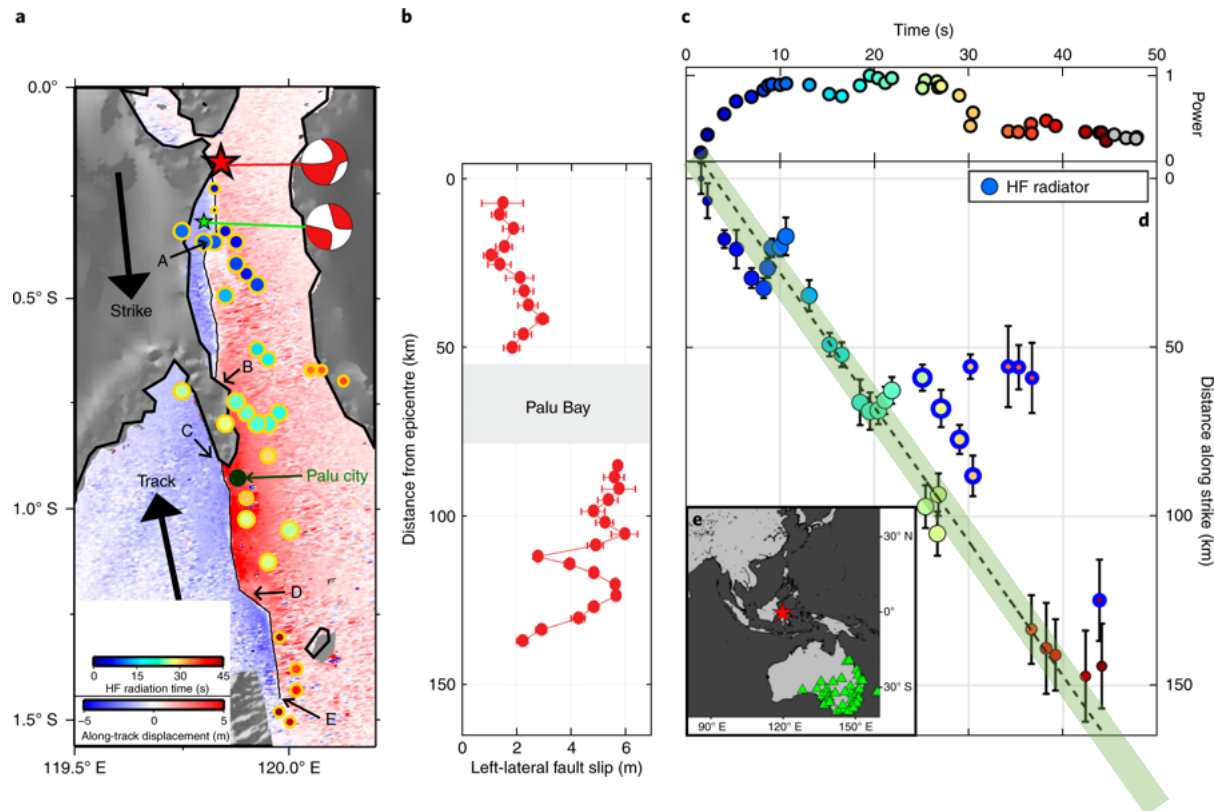 a
b
c
Time (s)
0
10
20
30
40
50
0.0°
0.5° S
1.0° S
1.5° S
119.5° E
120.0° E
A
Strike
B
C
Palu city
Track
D
E
0
15
30
45
HF radiation time (s)
−5
0
5
Along-track displacement (m)
Distance from epicentre (km)
0
50
100
150
Palu Bay
0
2
4
6
Left-lateral fault slip (m)
1
0
Power
HF radiator
d
0
50
100
150
Distance along strike (km)
e
30° N
0°
30° S
90° E
120° E
150° E